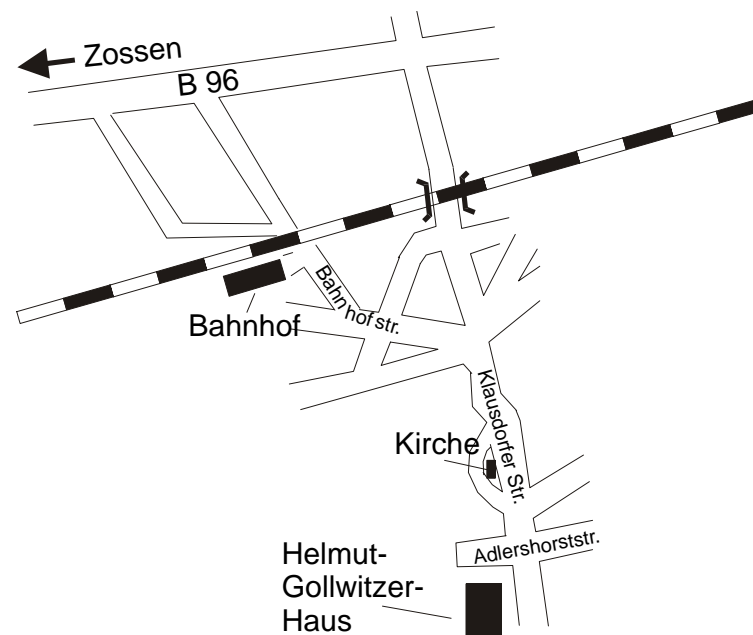 Zossen
B 96
Bahnhofstr.
Bahnhof
Klausdorfer Str.
Kirche
Adlershorststr.
Helmut-
Gollwitzer-
Haus